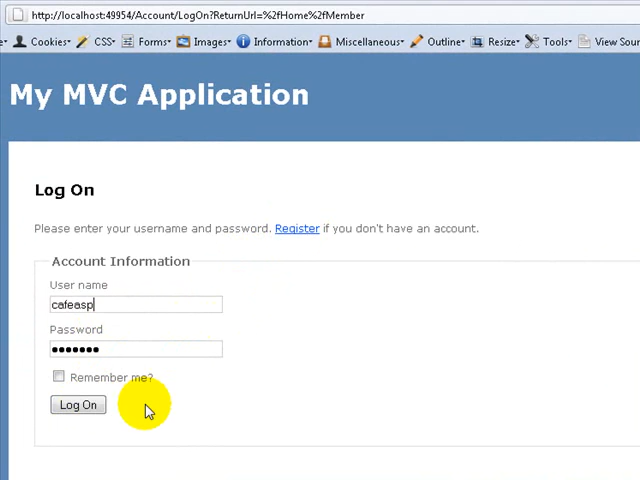 http://localhost:49954/Account/LogOn?ReturnUrl=%2fHome%2fMember
Cookies CSS Forms Images Information Miscellaneous Outline Resize Tools View Sour
My MVC Application
Log On
Please enter your username and password. Register if you don't have an account.
Account Information
User name
cafeasp
Password
Remember me?
Log On